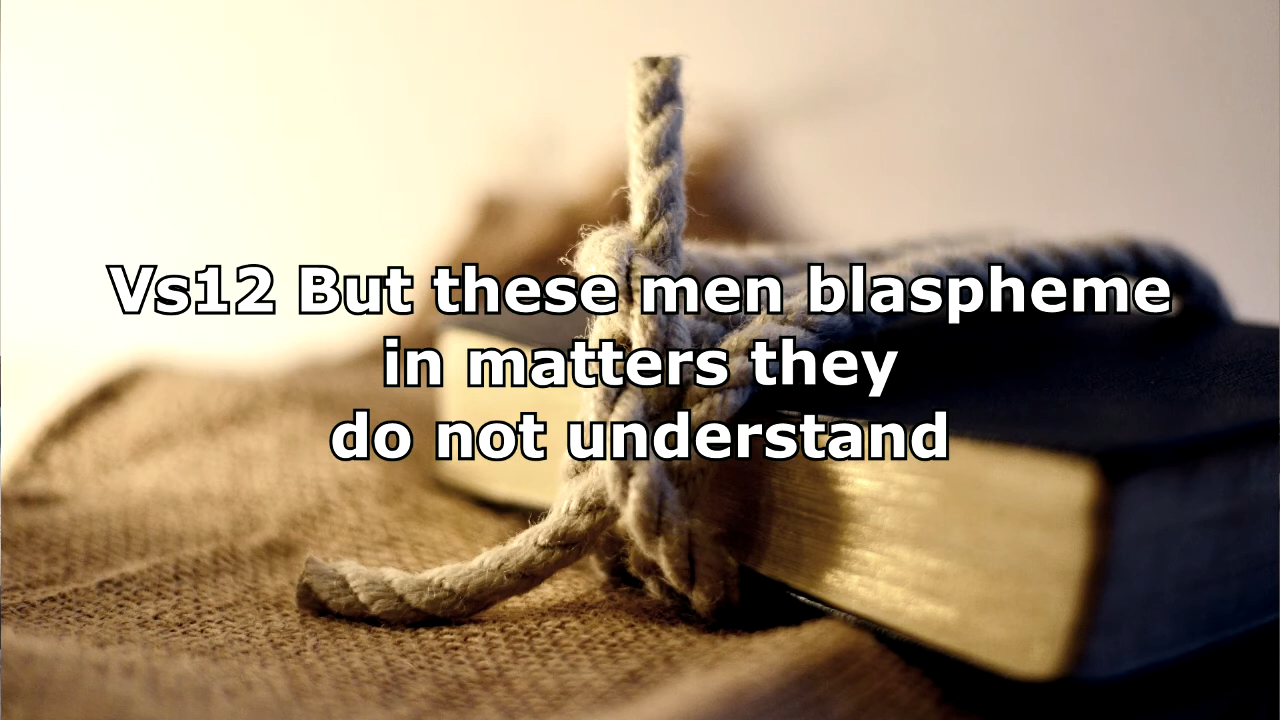 Vs12 But these men blaspheme
in matters they
do not understand